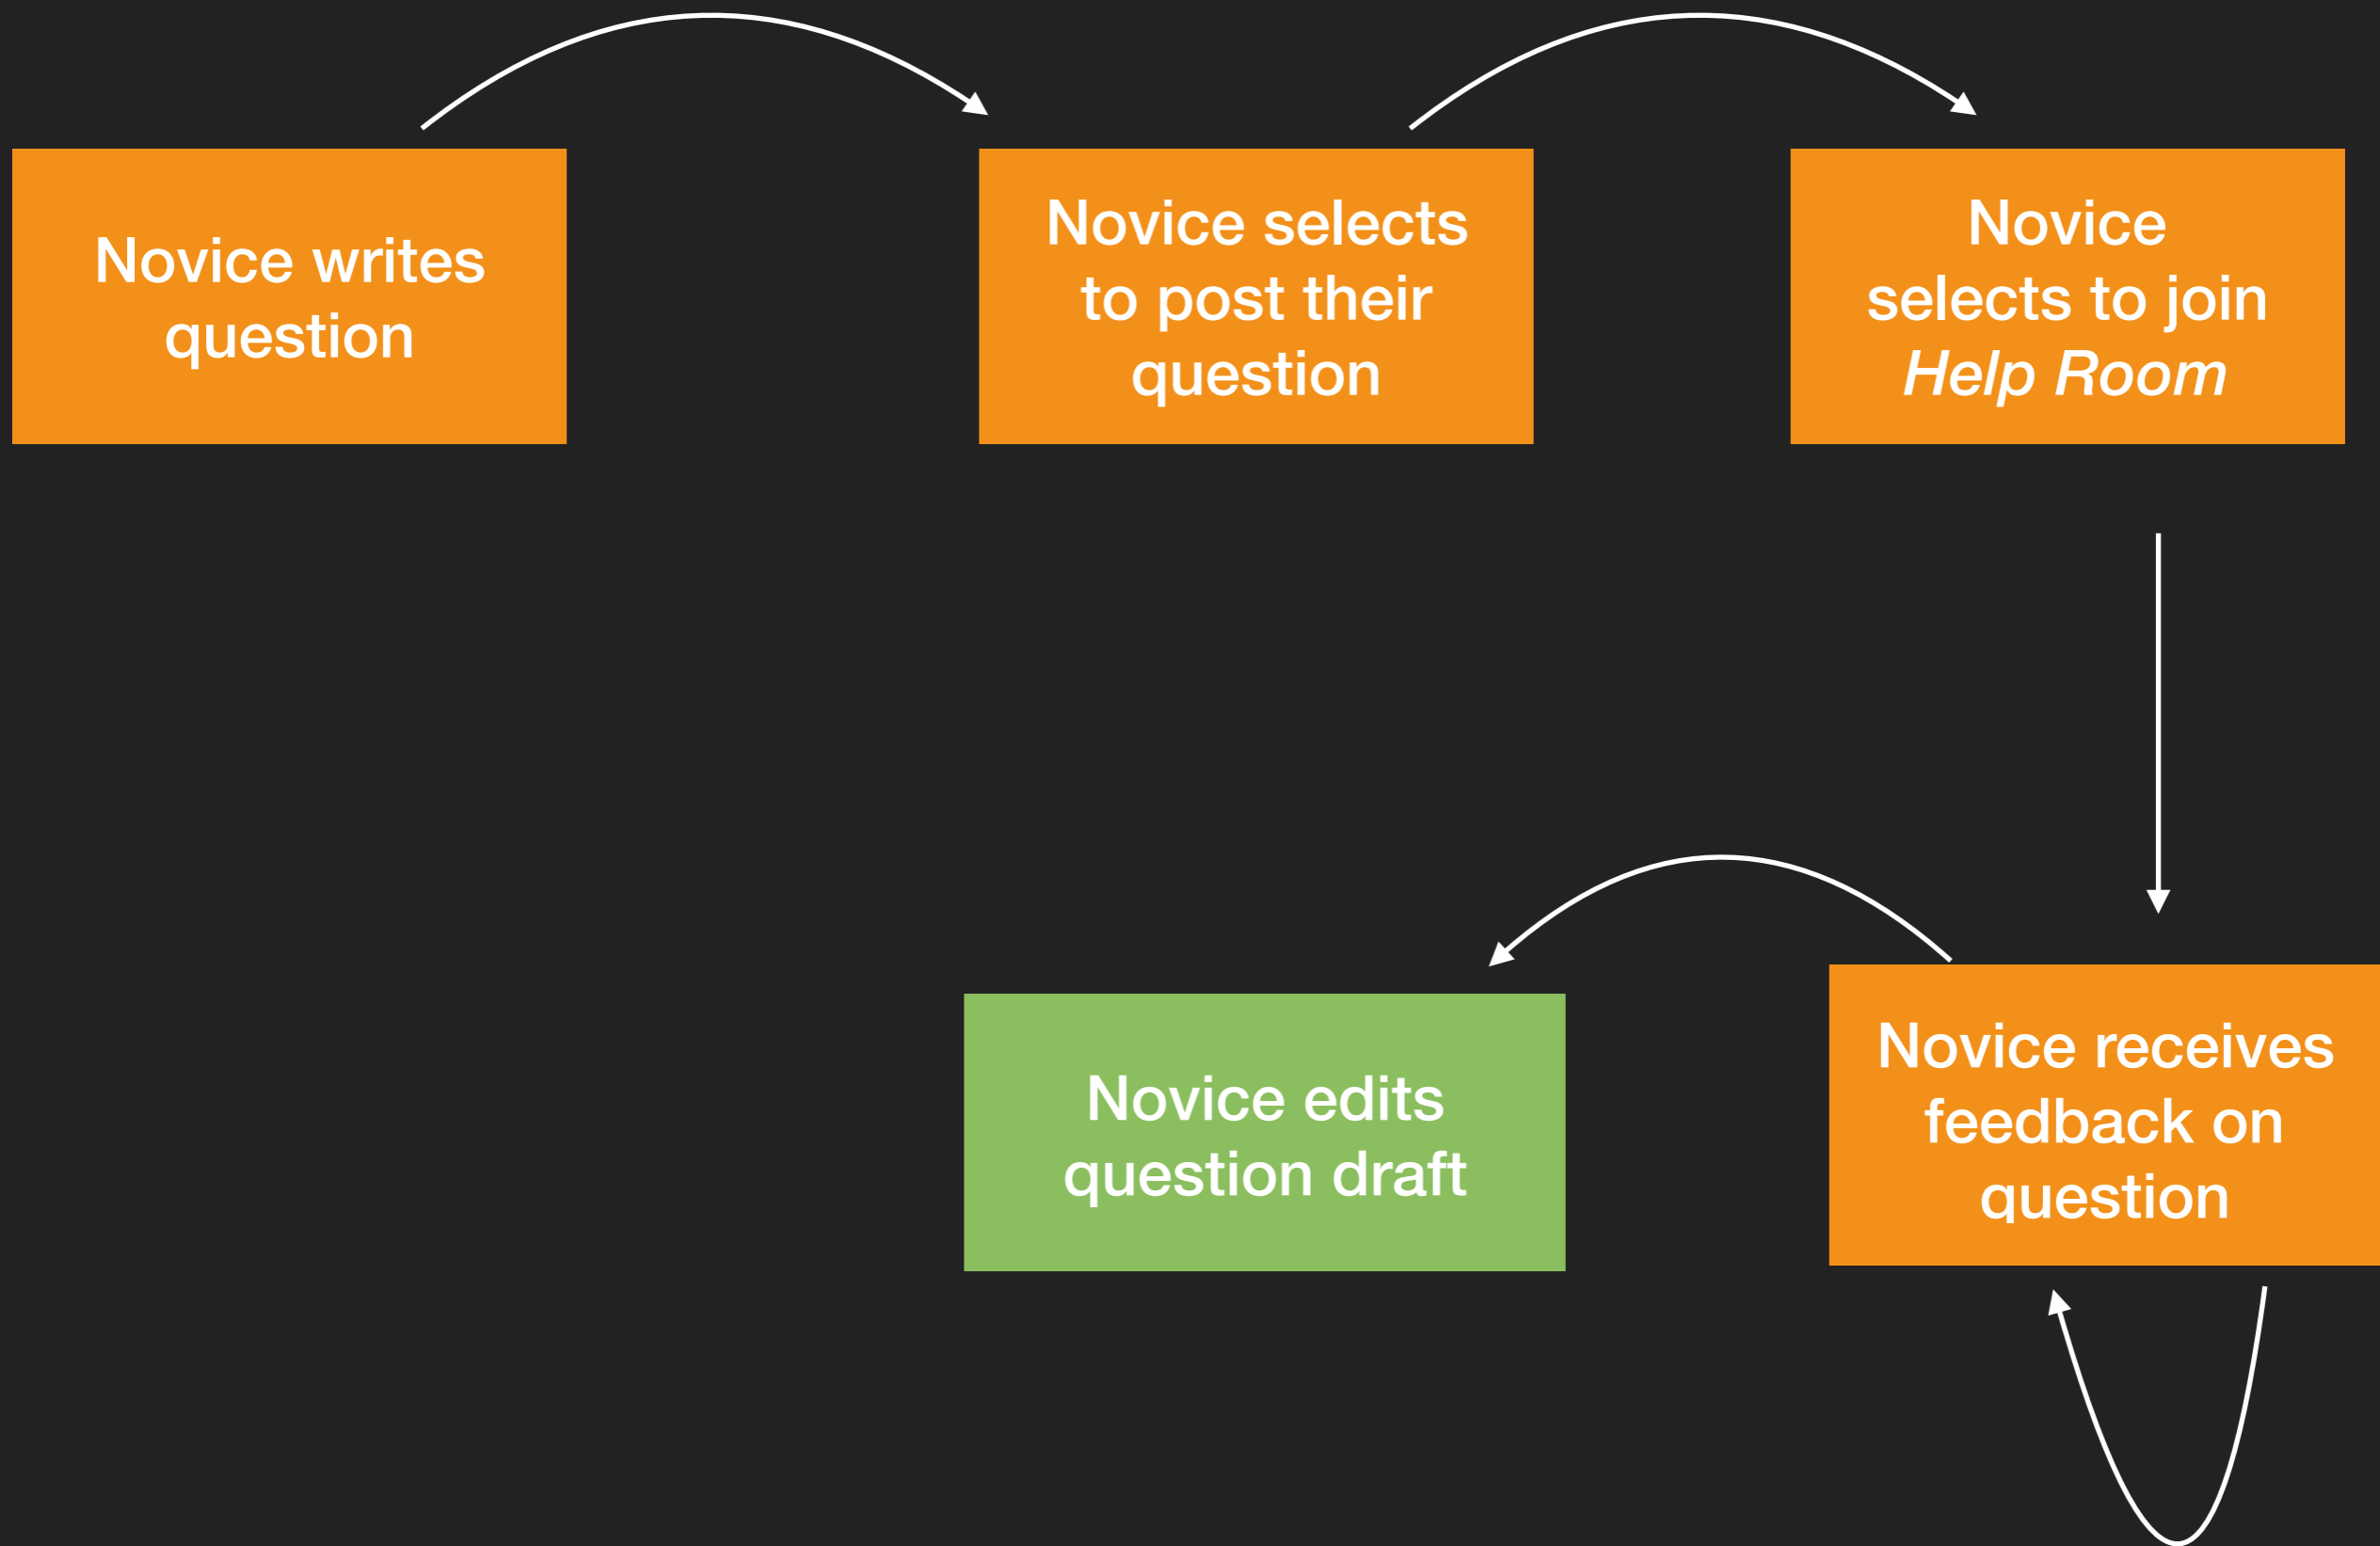 Novice writes
question
Novice selects
to post their
question
Novice
selects to join
Help Room
Novice edits
question draft
Novice receives
feedback on
question